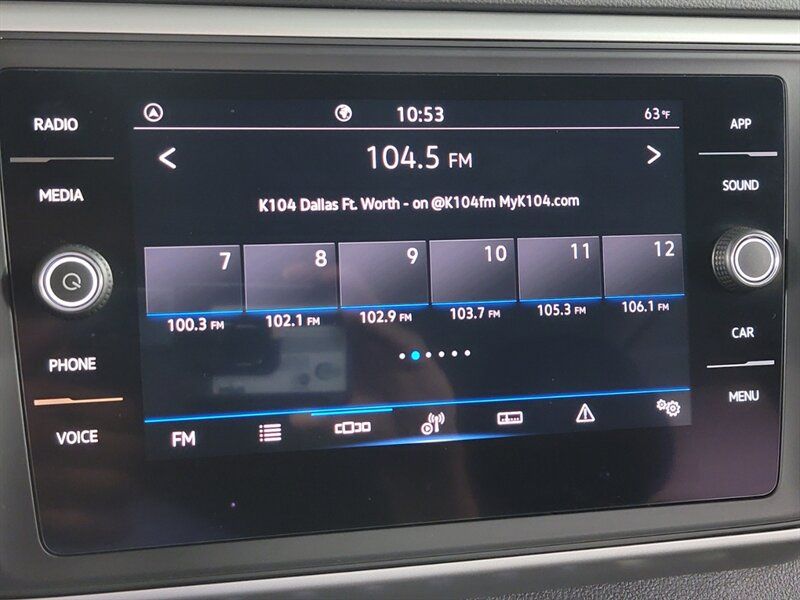 RADIO
MEDIA
PHONE
VOICE
10:53
63°F
104.5 FM
K104 Dallas Ft. Worth - on @K104fm MyK104.com
7 8 9 10 11 12
100.3 FM 102.1 FM 102.9 FM 103.7 FM 105.3 FM 106.1 FM
FM
APP
SOUND
CAR
MENU